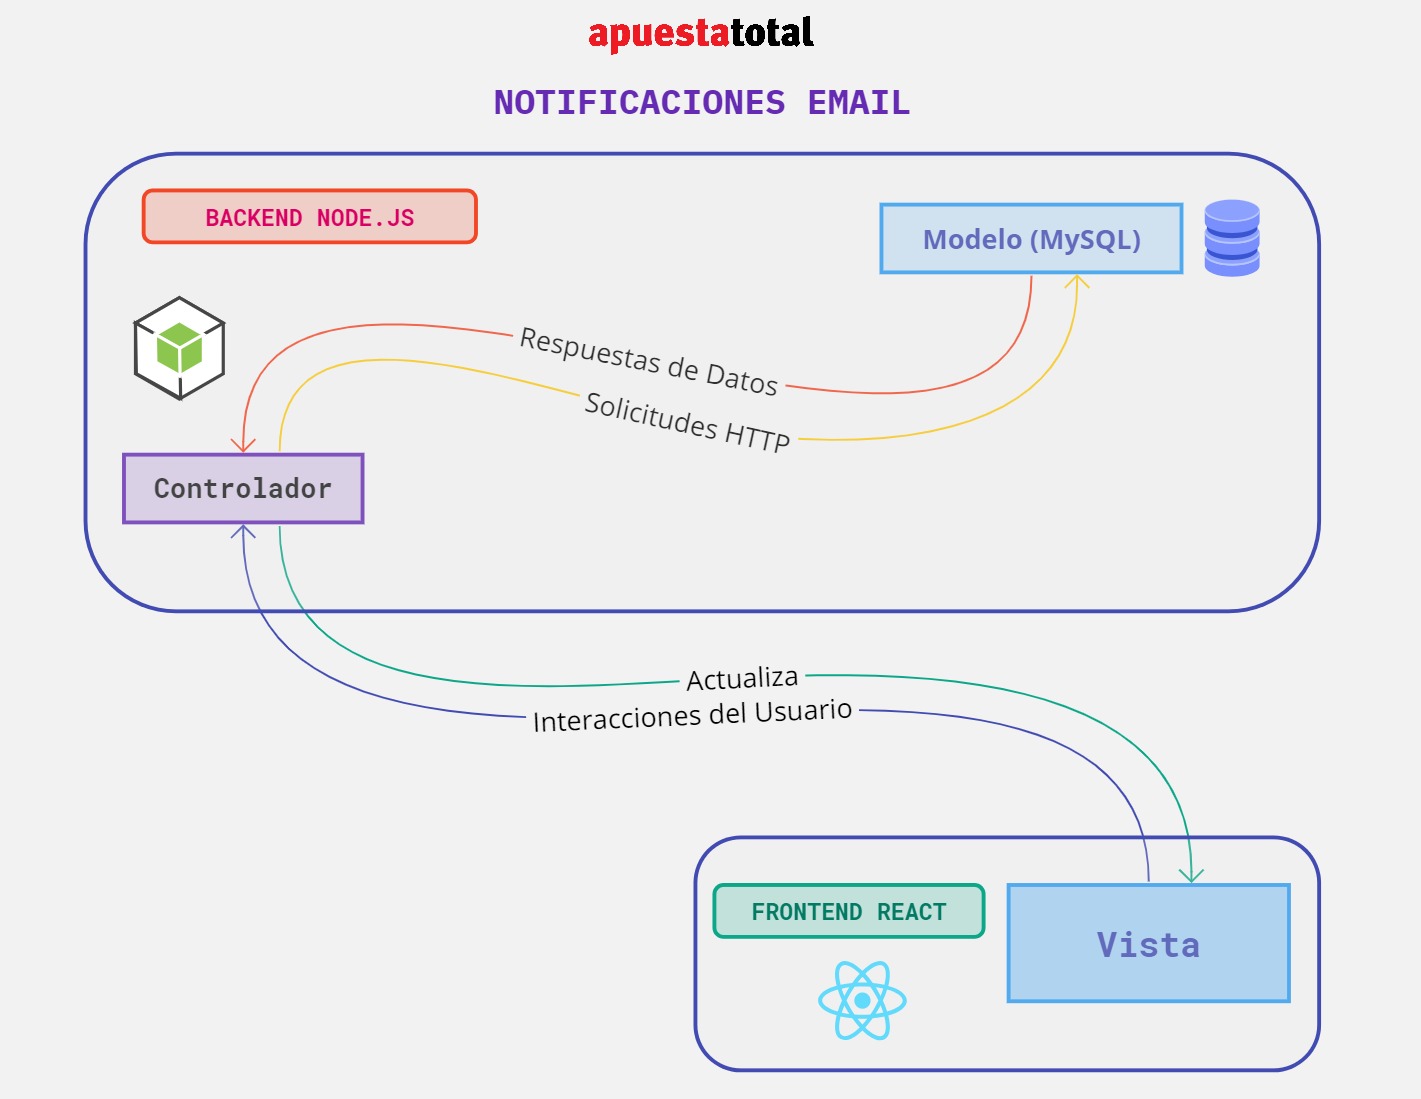 apuestatotal
NOTIFICACIONES EMAIL
BACKEND NODE.JS
Modelo (MySQL)
Respuestas de Datos
Solicitudes HTTP
Controlador
Actualiza
Interacciones del Usuario
FRONTEND REACT
Vista